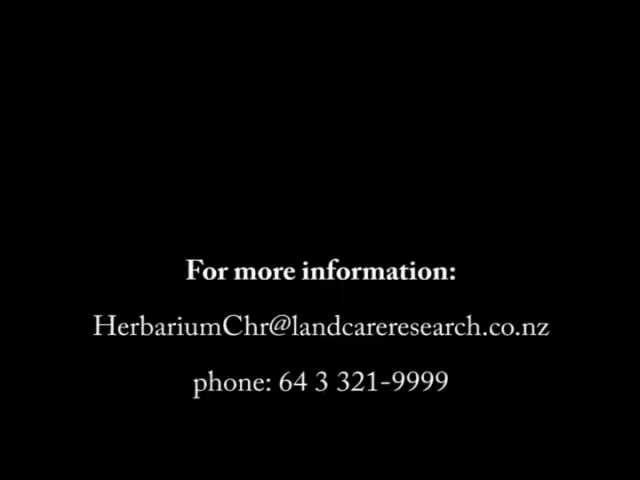 For more information:
HerbariumChr@landcareresearch.co.nz
phone: 64 3 321-9999